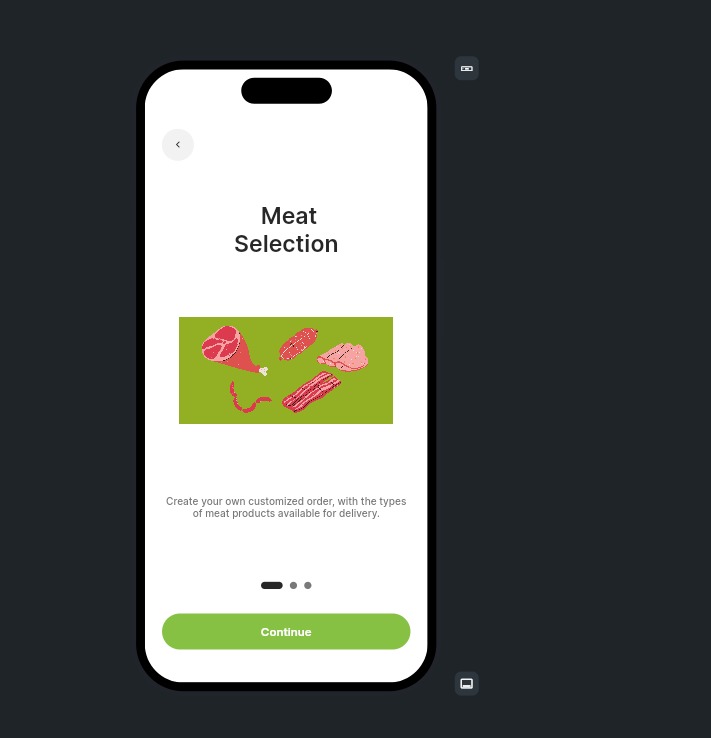 Meat
Selection
Create your own customized order, with the types
of meat products available for delivery.
Continue